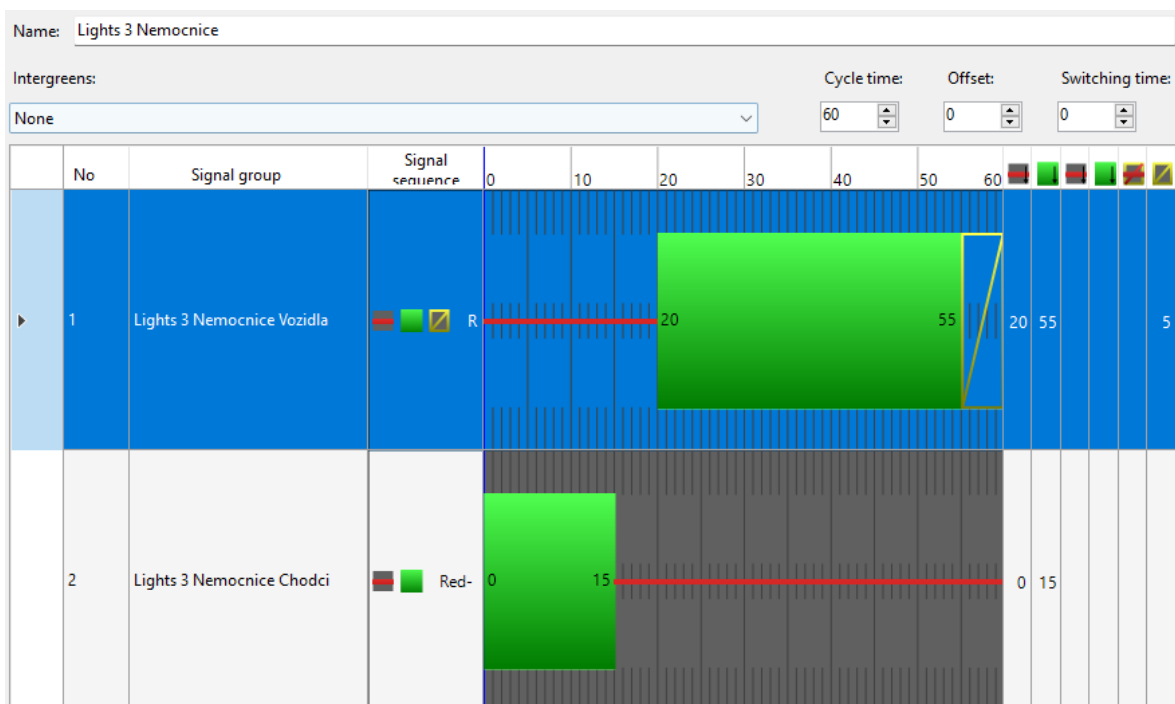 Name: Lights 3 Nemocnice
Intergreens: Cycle time: Offset: Switching time:
None 60 0 0
No Signal group Signal sequence 0 10 20 30 40 50 60
1 Lights 3 Nemocnice Vozidla R 20 55 20 55 5
2 Lights 3 Nemocnice Chodci Red- 0 15 0 15